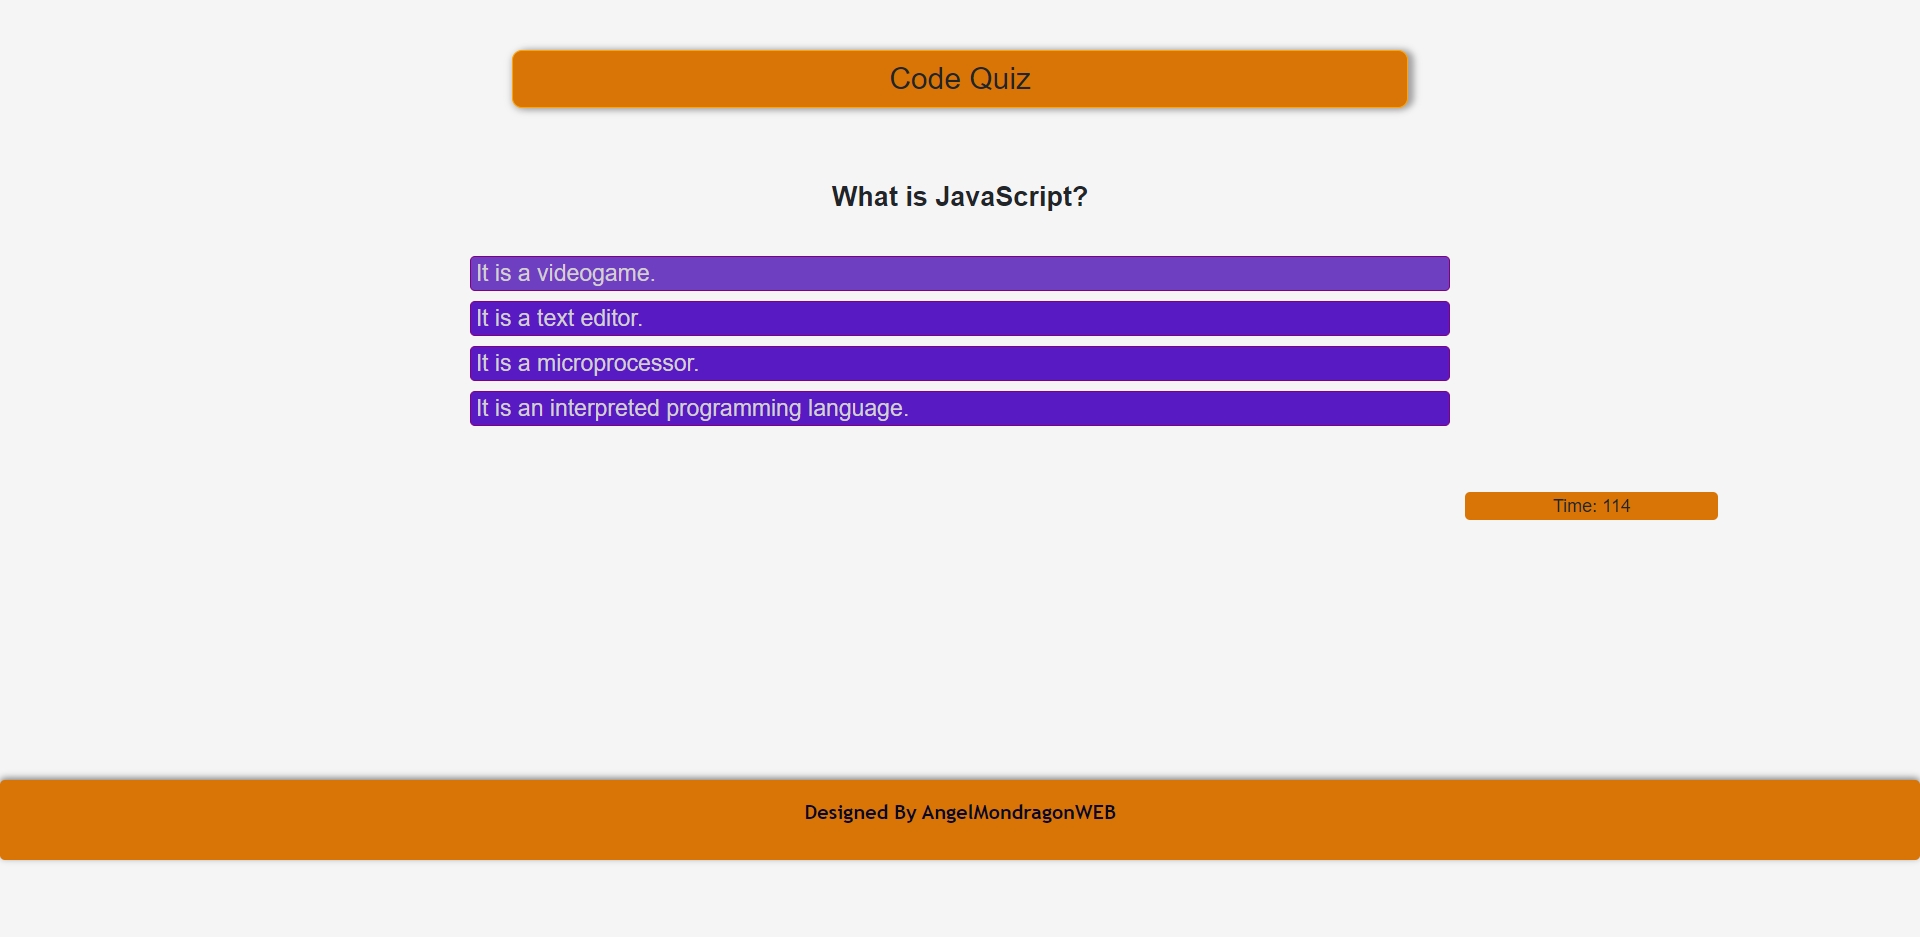 Code Quiz
What is JavaScript?
It is a videogame.
It is a text editor.
It is a microprocessor.
It is an interpreted programming language.
Time: 114
Designed By AngelMondragonWEB